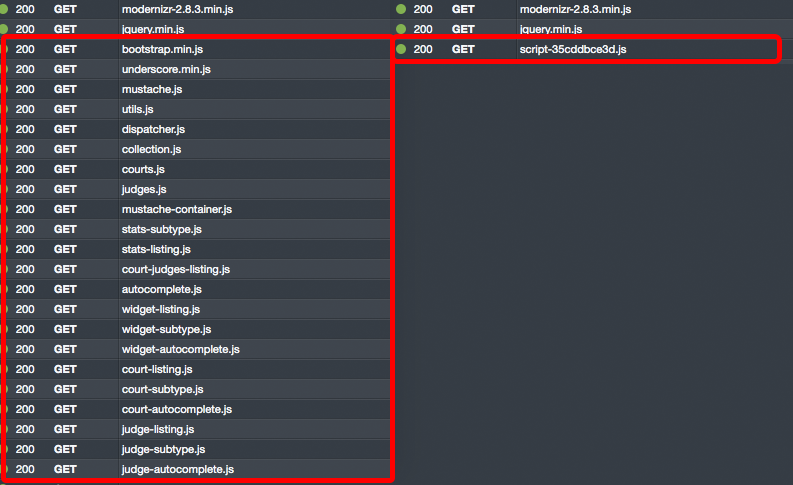 200 GET modernizr-2.8.3.min.js
200 GET jquery.min.js
200 GET bootstrap.min.js
200 GET underscore.min.js
200 GET mustache.js
200 GET utils.js
200 GET dispatcher.js
200 GET collection.js
200 GET courts.js
200 GET judges.js
200 GET mustache-container.js
200 GET stats-subtype.js
200 GET stats-listing.js
200 GET court-judges-listing.js
200 GET autocomplete.js
200 GET widget-listing.js
200 GET widget-subtype.js
200 GET widget-autocomplete.js
200 GET court-listing.js
200 GET court-subtype.js
200 GET court-autocomplete.js
200 GET judge-listing.js
200 GET judge-subtype.js
200 GET judge-autocomplete.js
200 GET modernizr-2.8.3.min.js
200 GET jquery.min.js
200 GET script-35cddbce3d.js